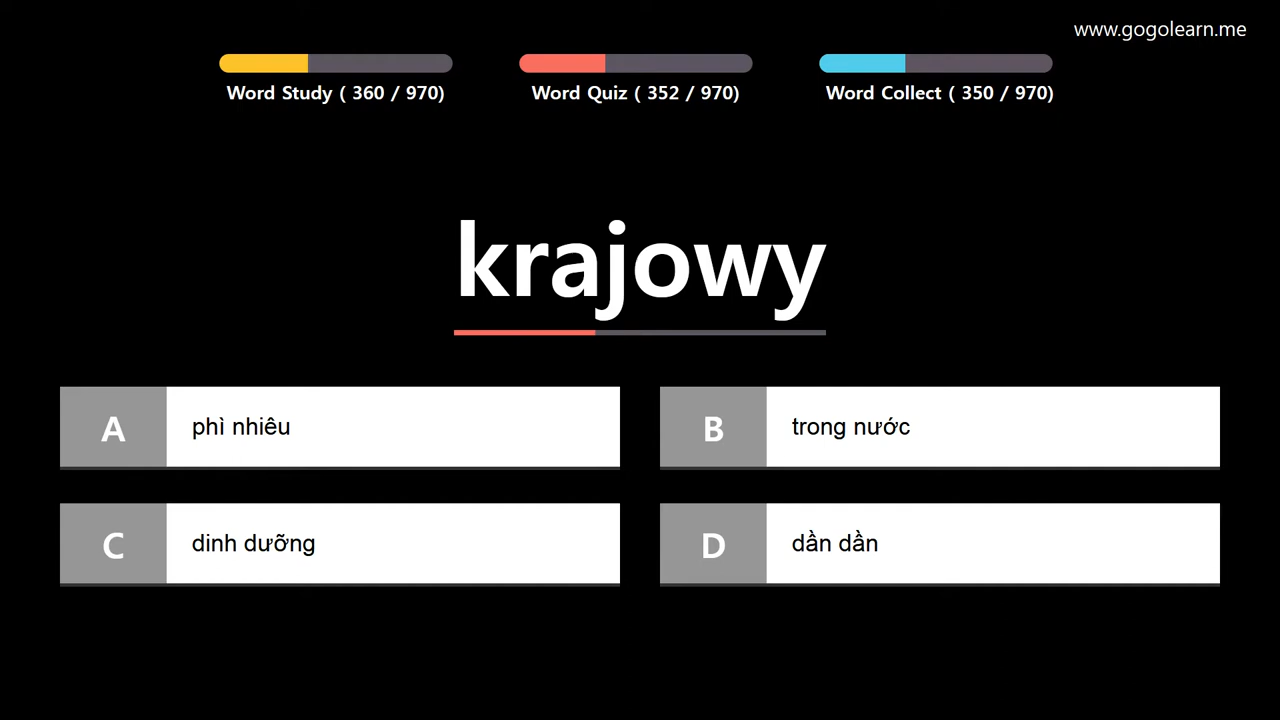 www.gogolearn.me
Word Study ( 360 / 970)
Word Quiz ( 352 / 970)
Word Collect ( 350 / 970)
krajowy
A phì nhiêu
B trong nước
C dinh dưỡng
D dần dần